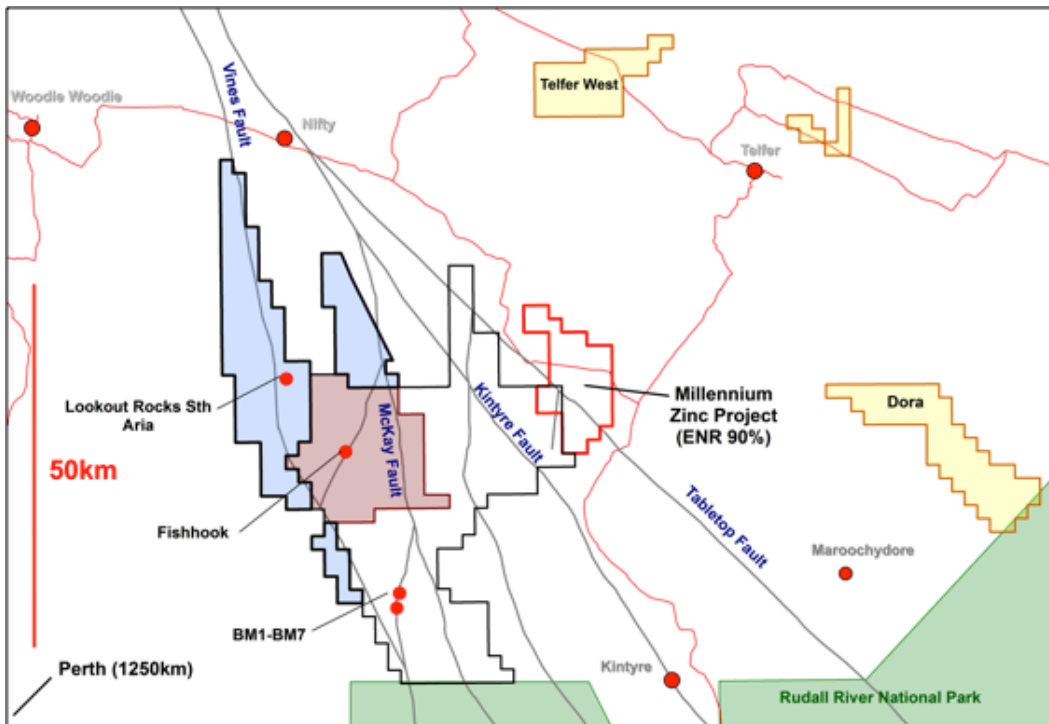 Woodie Woodie
Vines Fault
Nifty
Telfer West
Telfer
Lookout Rocks Sth
Aria
McKay Fault
Kintyre Fault
Millennium
Zinc Project
(ENR 90%)
Dora
50km
Fishhook
Tabletop Fault
Maroochydore
BM1-BM7
Perth (1250km)
Kintyre
Rudall River National Park